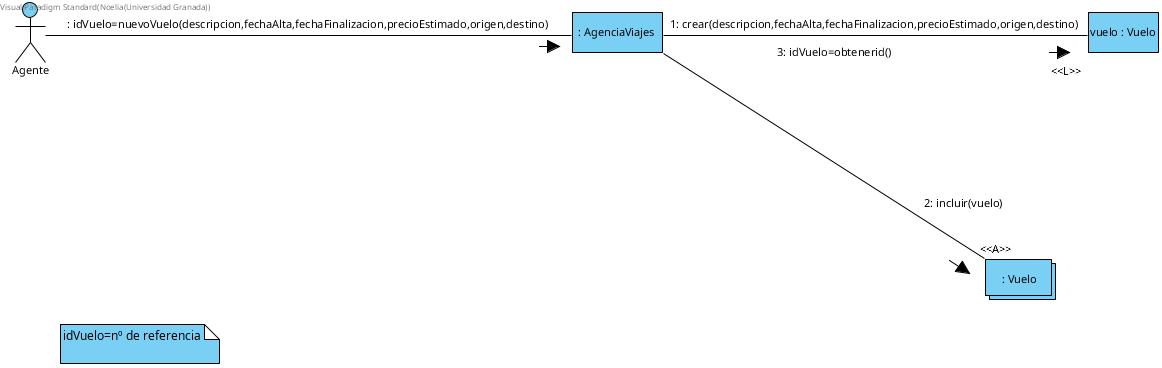 Visual Paradigm Standard(Noelia(Universidad Granada))
: idVuelo=nuevoVuelo(descripcion,fechaAlta,fechaFinalizacion,precioEstimado,origen,destino)
Agente
: AgenciaViajes
1: crear(descripcion,fechaAlta,fechaFinalizacion,precioEstimado,origen,destino)
3: idVuelo=obtenerid()
vuelo : Vuelo
<<L>>
2: incluir(vuelo)
<<A>>
: Vuelo
idVuelo=nº de referencia